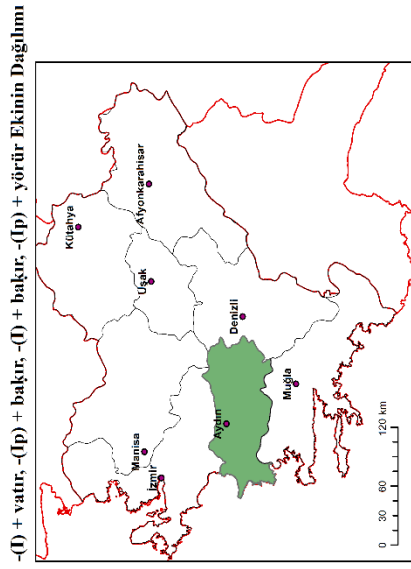 -(I) + vatır, -(Ip) + bakır, -(I) + bakır, -(Ip) + yörür Ekinin Dağılımı
Kütahya
Afyonkarahisar
Uşak
Manisa
İzmir
Denizli
Aydın
Muğla
0 30 60 120 km